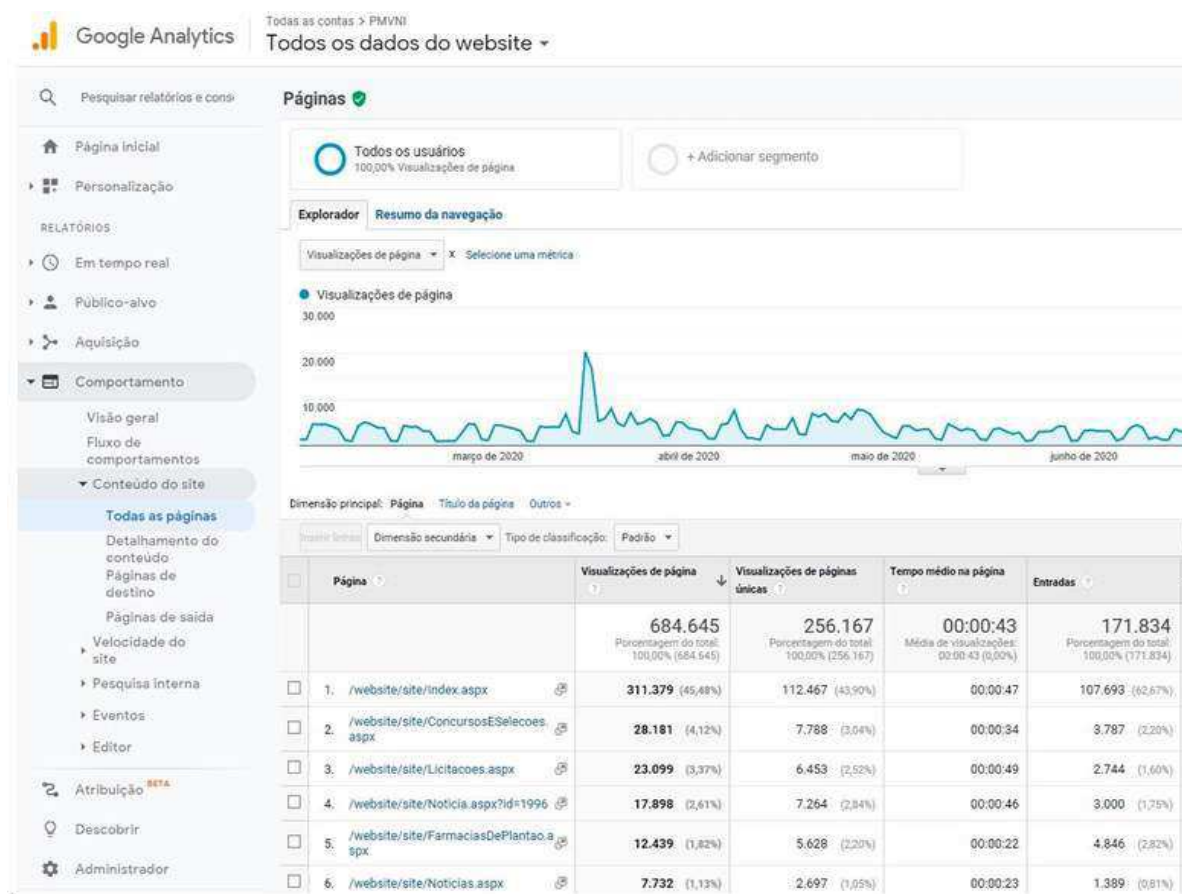 Google Analytics
Todas as contas > PMVNI
Todos os dados do website
Pesquisar relatórios e consi
Página inicial
Personalização
RELATÓRIOS
Em tempo real
Público-alvo
Aquisição
Comportamento
Visão geral
Fluxo de
comportamentos
Conteúdo do site
Todas as páginas
Detalhamento do
conteúdo
Páginas de
destino
Páginas de saída
Velocidade do
site
Pesquisa interna
Eventos
Editor
Atribuição BETA
Descobrir
Administrador
Páginas
Todos os usuários
100,00% Visualizações de página
+ Adicionar segmento
Explorador Resumo da navegação
Visualizações de página X Selecione uma métrica
Visualizações de página
30.000
20.000
10.000
março de 2020 abril de 2020 maio de 2020 junho de 2020
Dimensão principal: Página Título da página Outros
Inserir linhas Dimensão secundária Tipo de classificação: Padrão
Página ? Visualizações de página ? Visualizações de páginas únicas ? Tempo médio na página ? Entradas ?
684.645 256.167 00:00:43 171.834
Porcentagem do total: Porcentagem do total: Média de visualizações: Porcentagem do total:
100,00% (684.645) 100,00% (256.167) 00:00:43 (0,00%) 100,00% (171.834)
1. /website/site/index.aspx 311.379 (45,48%) 112.467 (43,90%) 00:00:47 107.693 (62,67%)
2. /website/site/ConcursosESelecoes.aspx 28.181 (4,12%) 7.788 (3,04%) 00:00:34 3.787 (2,20%)
3. /website/site/Licitacoes.aspx 23.099 (3,37%) 6.453 (2,52%) 00:00:49 2.744 (1,60%)
4. /website/site/Noticia.aspx?id=1996 17.898 (2,61%) 7.264 (2,84%) 00:00:46 3.000 (1,75%)
5. /website/site/FarmaciasDePlantao.aspx 12.439 (1,82%) 5.628 (2,20%) 00:00:22 4.846 (2,82%)
6. /website/site/Noticias.aspx 7.732 (1,13%) 2.697 (1,05%) 00:00:23 1.389 (0,81%)